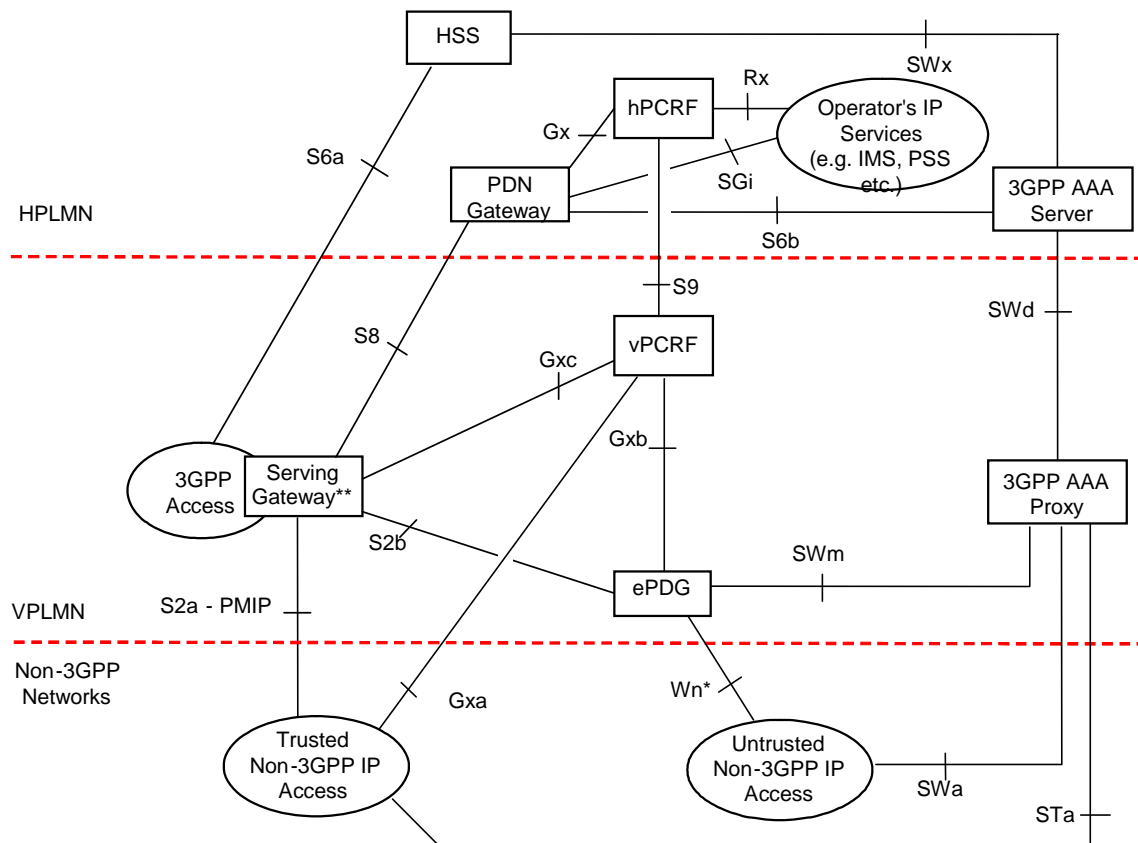 HSS
SWx
Rx
hPCRF
Operator's IP
Services
(e.g. IMS, PSS
etc.)
Gx
S6a
SGi
PDN
Gateway
3GPP AAA
Server
HPLMN
S6b
S9
SWd
S8
vPCRF
Gxc
Gxb
3GPP
Access
Serving
Gateway**
3GPP AAA
Proxy
S2b
SWm
ePDG
S2a - PMIP
VPLMN
Non-3GPP
Networks
Gxa
Wn*
Trusted
Non-3GPP IP
Access
Untrusted
Non-3GPP IP
Access
SWa
STa